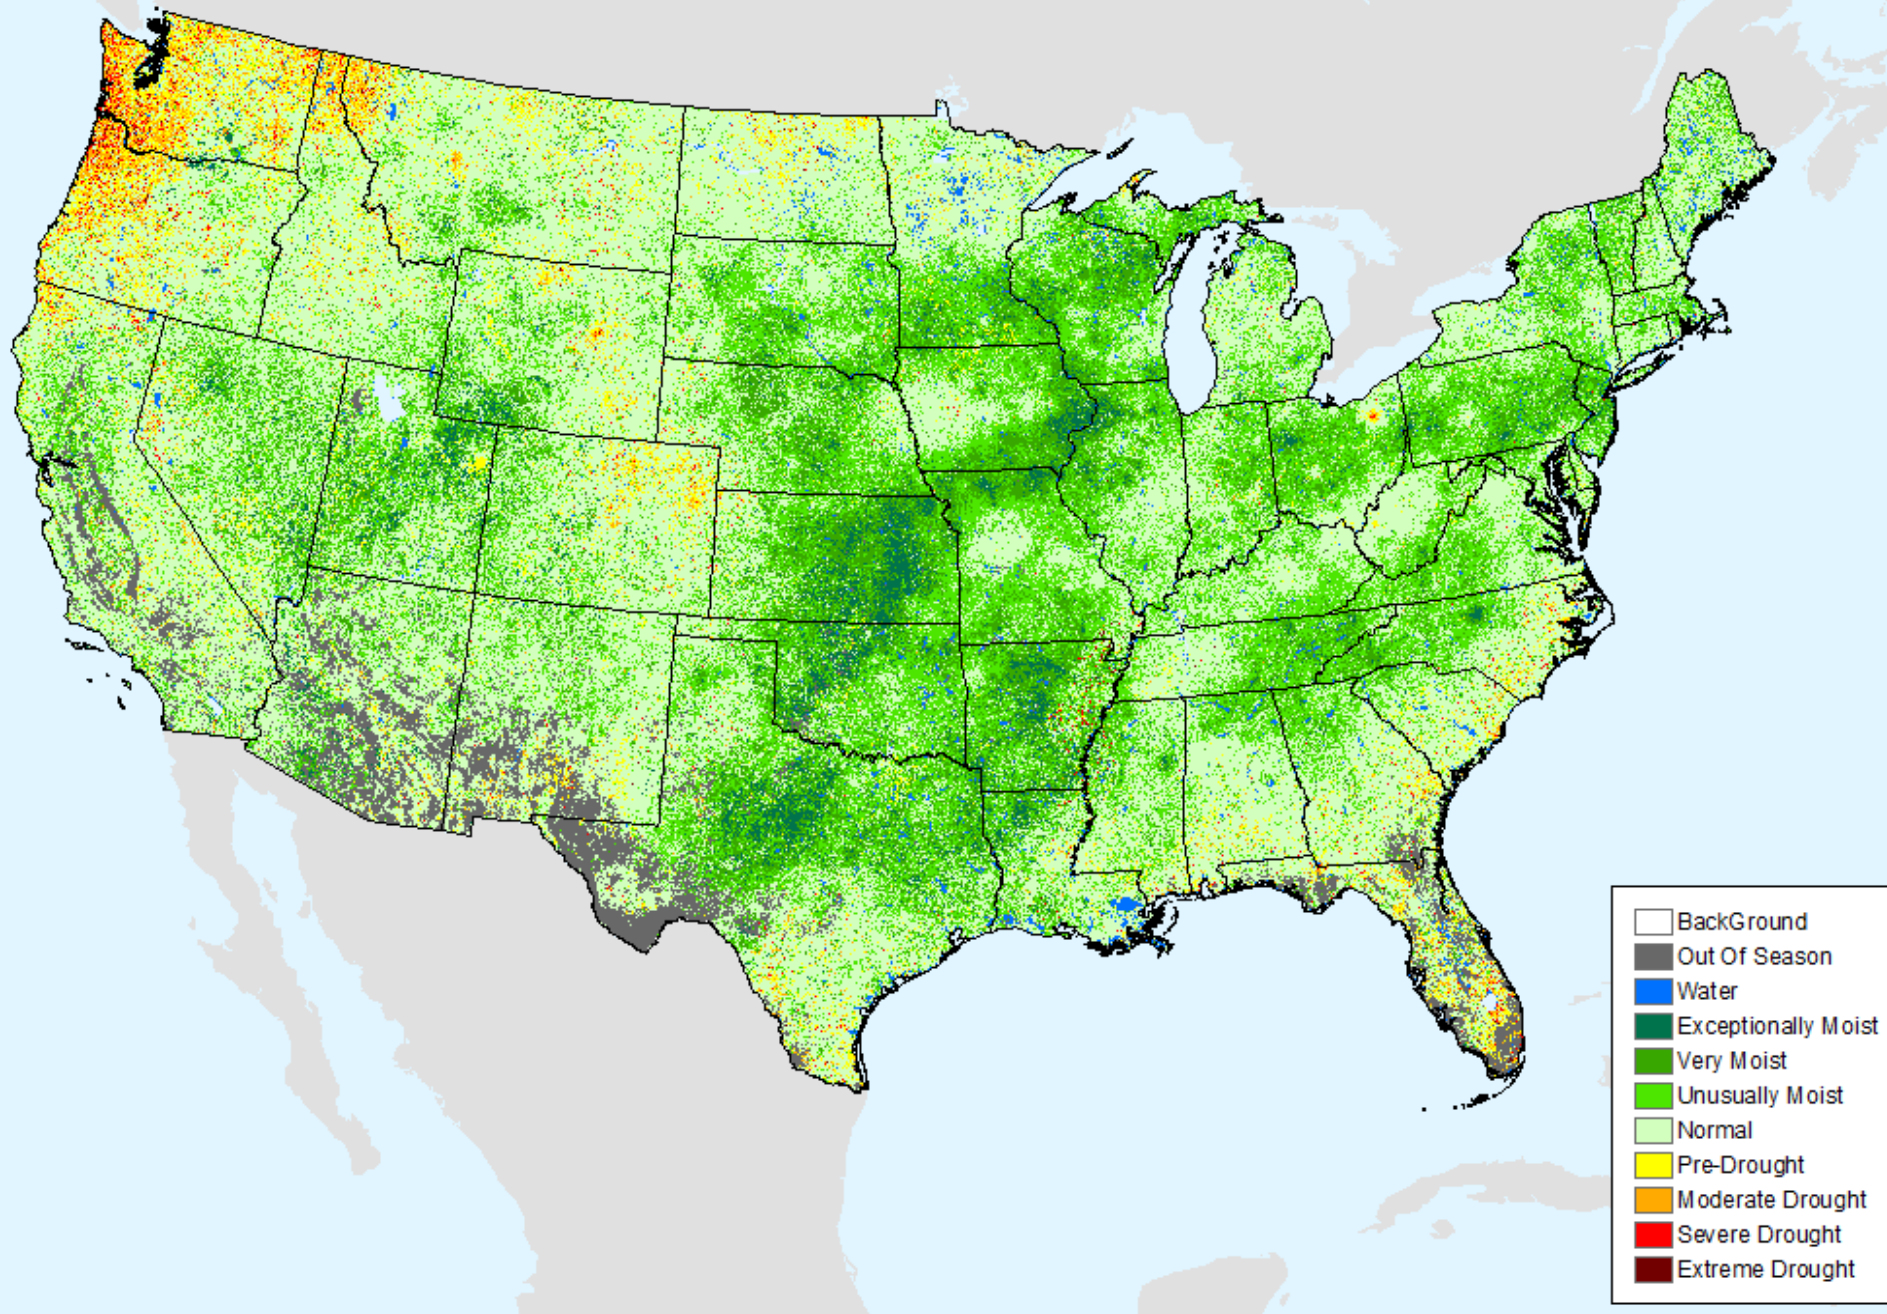 BackGround
Out Of Season
Water
Exceptionally Moist
Very Moist
Unusually Moist
Normal
Pre-Drought
Moderate Drought
Severe Drought
Extreme Drought